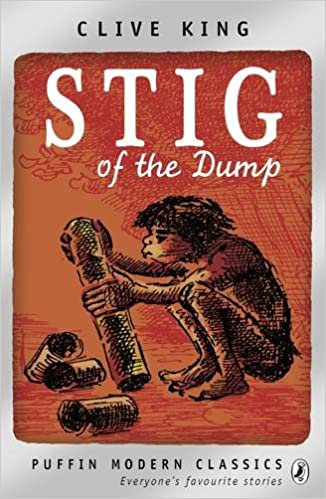 CLIVE KING
STIG
of the Dump
PUFFIN MODERN CLASSICS
Everyone's favourite stories